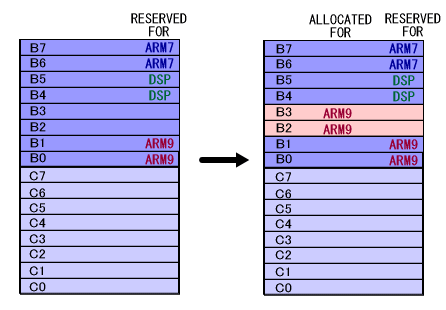 RESERVED
FOR
B7 ARM7
B6 ARM7
B5 DSP
B4 DSP
B3
B2
B1 ARM9
B0 ARM9
C7
C6
C5
C4
C3
C2
C1
C0
ALLOCATED RESERVED
FOR FOR
B7 ARM7
B6 ARM7
B5 DSP
B4 DSP
B3 ARM9
B2 ARM9
B1 ARM9
B0 ARM9
C7
C6
C5
C4
C3
C2
C1
C0